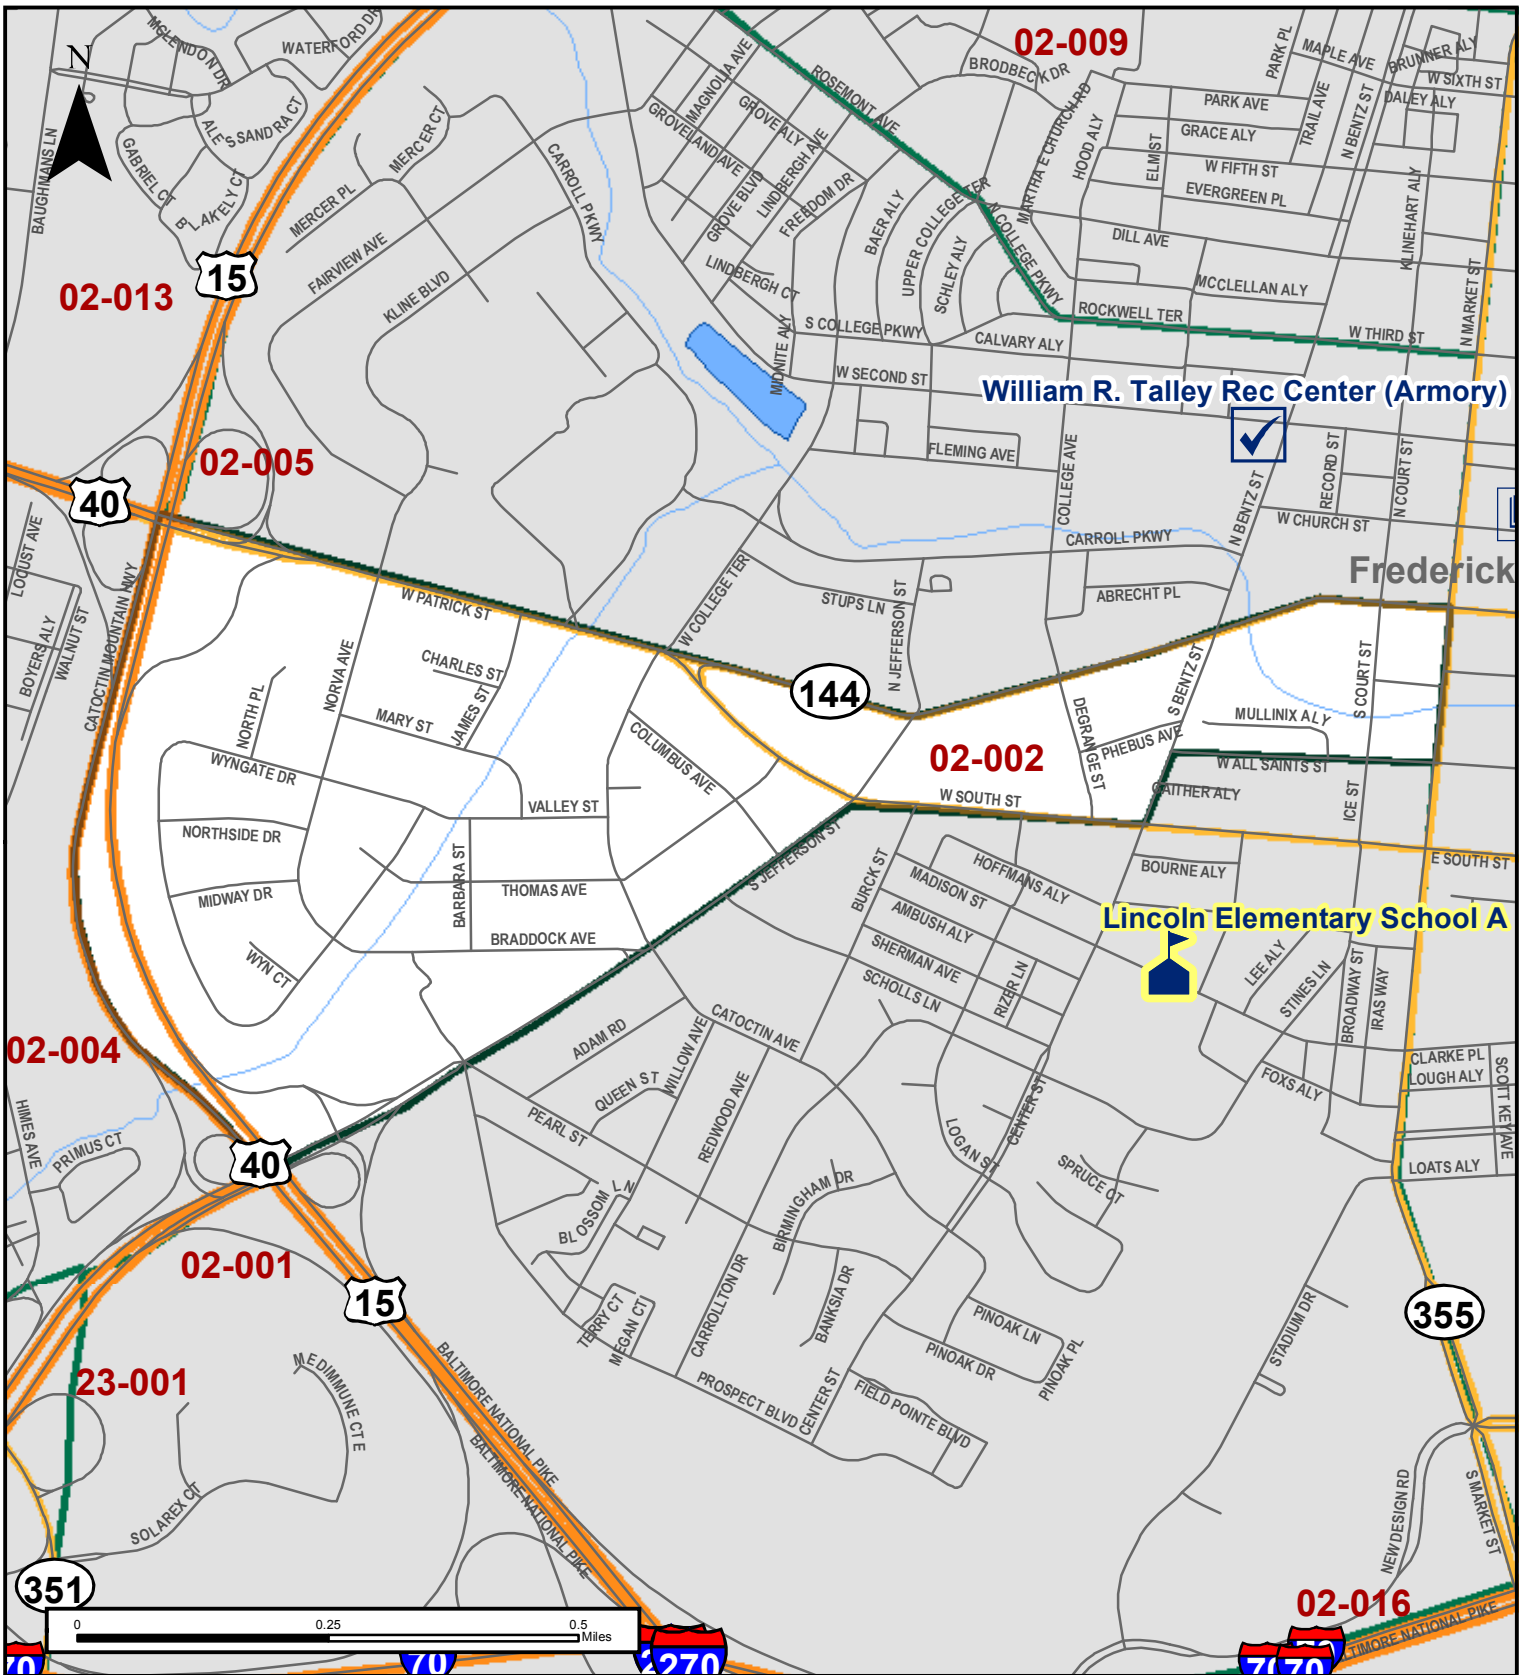 N
MCLENDON DR
WATERFORD DR
BAUGHMANS LN
GABRIEL CT
SANDRA CT
MERCER CT
MERCER PL
15
02-013
FAIRVIEW AVE
KLINE BLVD
CARROLL PKWY
MAGNOLIA AVE
GROVE ALY
GROVELAND AVE
LINDBERGH AVE
GROVE BLVD
FREEDOM DR
LINDBERGH CT
MIDNITE ALY
ROSEMONT AVE
02-009
BRODBECK DR
PARK PL
MAPLE AVE
BRUNNER ALY
W SIXTH ST
DALEY ALY
PARK AVE
TRAIL AVE
N BENTZ ST
GRACE ALY
MARTHA E CHURCH RD
HOOD ALY
ELM ST
W FIFTH ST
EVERGREEN PL
KLINEHART ALY
BAER ALY
UPPER COLLEGE TER
SCHLEY ALY
N COLLEGE PKWY
DILL AVE
MCCLELLAN ALY
N MARKET ST
ROCKWELL TER
W THIRD ST
S COLLEGE PKWY
CALVARY ALY
W SECOND ST
William R. Talley Rec Center (Armory)
02-005
40
FLEMING AVE
COLLEGE AVE
N BENTZ ST
RECORD ST
N COURT ST
W CHURCH ST
CARROLL PKWY
ABRECHT PL
Frederick
LOCUST AVE
BOYERS ALY
WALNUT ST
CATOCTIN MOUNTAIN HWY
W PATRICK ST
W COLLEGE TER
STUPS LN
N JEFFERSON ST
144
CHARLES ST
NORVA AVE
NORTH PL
MARY ST
JAMES ST
WYNGATE DR
COLUMBUS AVE
DEGRANGE ST
S BENTZ ST
PHEBUS AVE
MULLINIX ALY
S COURT ST
02-002
W ALL SAINTS ST
GAITHER ALY
ICE ST
W SOUTH ST
E SOUTH ST
VALLEY ST
NORTHSIDE DR
MIDWAY DR
BARBARA ST
THOMAS AVE
BRADDOCK AVE
WYN CT
S JEFFERSON ST
BURCK ST
HOFFMANS ALY
MADISON ST
AMBUSH ALY
SHERMAN AVE
SCHOLLS LN
RIZER LN
BOURNE ALY
Lincoln Elementary School A
LEE ALY
STINES LN
BROADWAY ST
IRAS WAY
02-004
ADAM RD
CATOCTIN AVE
WILLOW AVE
QUEEN ST
REDWOOD AVE
PEARL ST
CENTER ST
LOGAN ST
SPRUCE CT
FOXS ALY
CLARKE PL
LOUGH ALY
SCOTT KEY AVE
LOATS ALY
HIMES AVE
PRIMUS CT
40
BLOSSOM LN
BIRMINGHAM DR
02-001
15
TERRY CT
MEGAN CT
CARROLLTON DR
BANKSIA DR
PINOAK LN
PINOAK DR
PINOAK PL
STADIUM DR
355
23-001
MEDIMMUNE CT E
SOLAREX CT
BALTIMORE NATIONAL PIKE
BALTIMORE NATIONAL PIKE
PROSPECT BLVD
CENTER ST
FIELD POINTE BLVD
NEW DESIGN RD
S MARKET ST
351
0 0.25 0.5
Miles
02-016
70
270
70